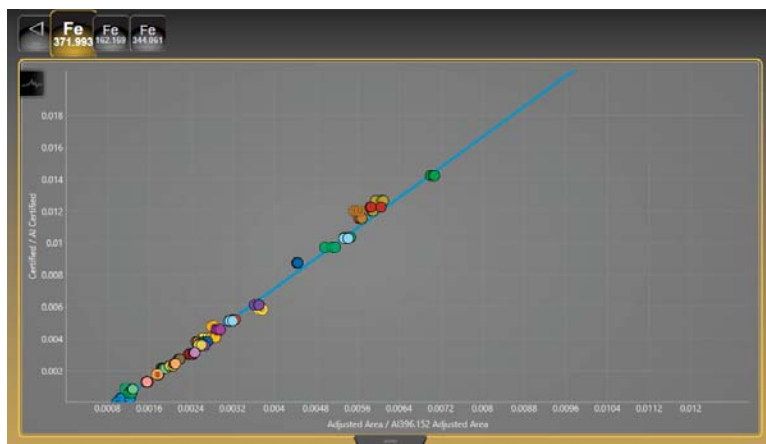 Fe Fe Fe
371.993 162.169 344.061
0.018
0.016
0.014
0.012
0.01
0.008
0.006
0.004
0.002
Certified / Al Certified
0.0008 0.0016 0.0024 0.0032 0.004 0.0048 0.0056 0.0064 0.0072 0.008 0.0088 0.0096 0.0104 0.0112 0.012
Adjusted Area / Al396.152 Adjusted Area